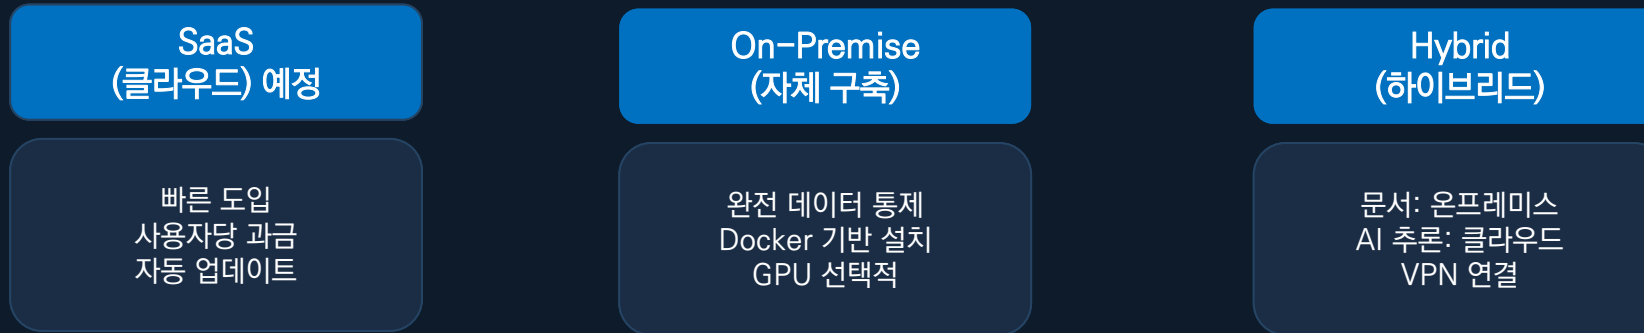 SaaS
(클라우드) 예정
빠른 도입
사용자당 과금
자동 업데이트
On-Premise
(자체 구축)
완전 데이터 통제
Docker 기반 설치
GPU 선택적
Hybrid
(하이브리드)
문서: 온프레미스
AI 추론: 클라우드
VPN 연결